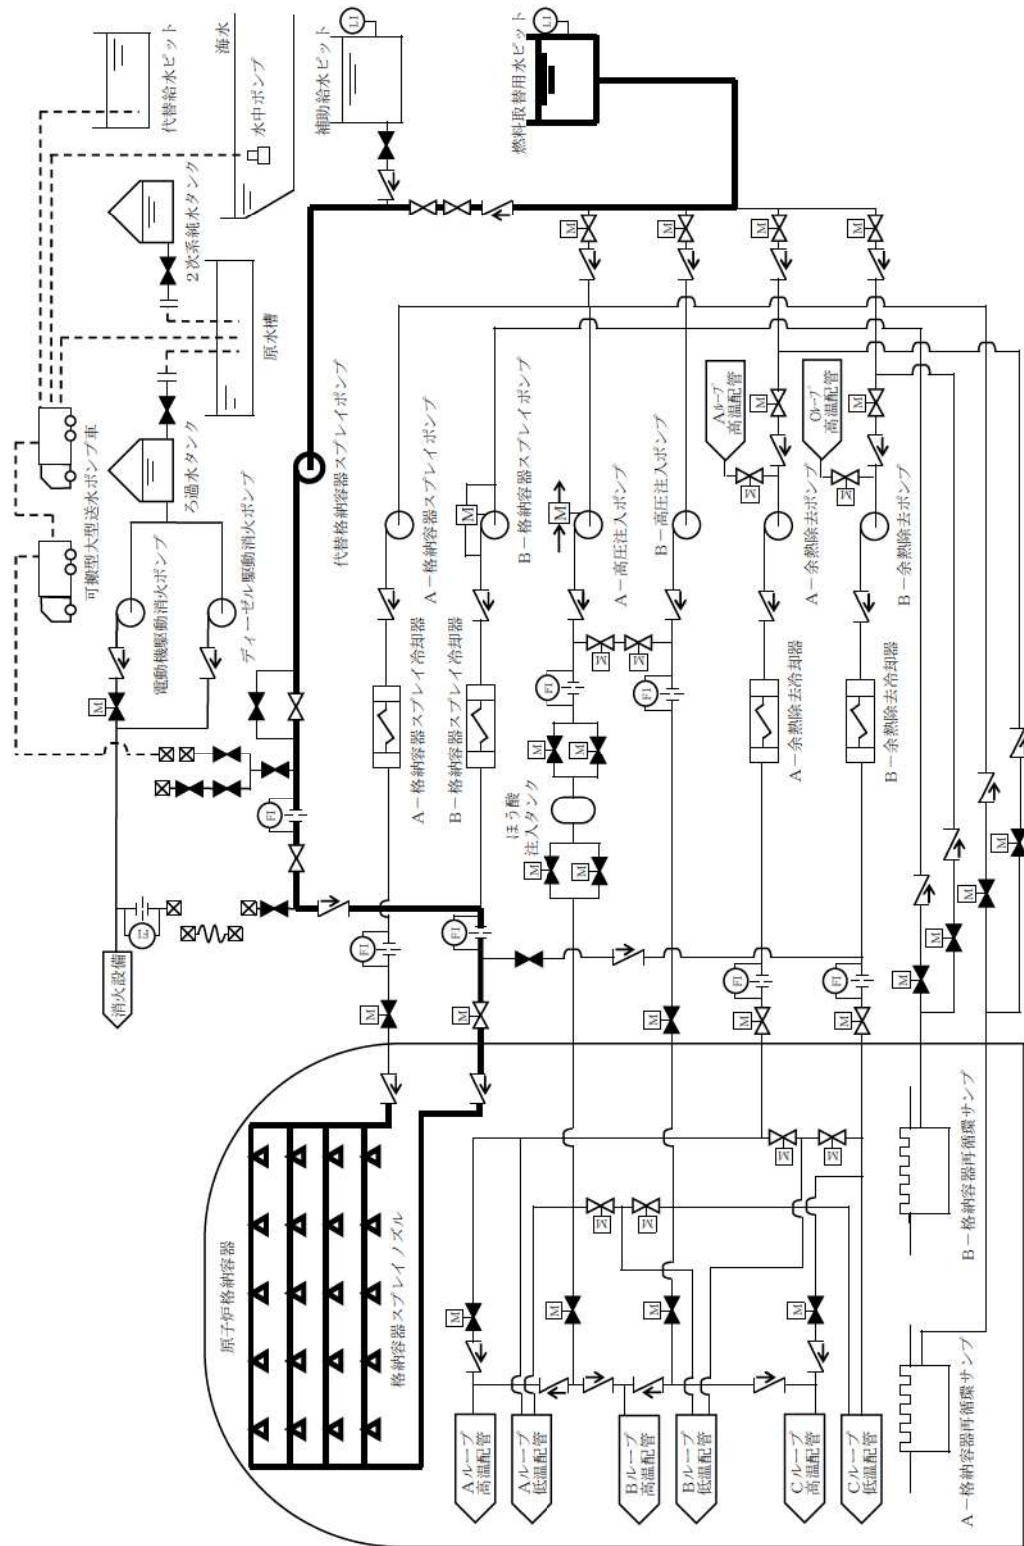 代替給水ピット
海水
水中ポンプ
補助給水ピット
LI
燃料取替用水ピット
LI
2次系純水タンク
原水槽
可搬型大型送水ポンプ車
ろ過水タンク
電動機駆動消火ポンプ
ディーゼル駆動消火ポンプ
代替格納容器スプレイポンプ
A-格納容器スプレイポンプ
B-格納容器スプレイポンプ
A-高圧注入ポンプ
B-高圧注入ポンプ
Aループ
高温配管
Cループ
高温配管
A-余熱除去ポンプ
B-余熱除去ポンプ
A-格納容器スプレイ冷却器
B-格納容器スプレイ冷却器
ほう酸
注入タンク
A-余熱除去冷却器
B-余熱除去冷却器
M
M
M
M
M
M
M
M
M
M
M
M
FI
FI
FI
M
M
M
M
消火設備
FI
FI
FI
FI
FI
M
M
M
M
M
M
M
M
M
原子炉格納容器
格納容器スプレイノズル
M
M
M
M
M
M
M
M
Aループ
高温配管
Aループ
低温配管
Bループ
高温配管
Bループ
低温配管
Cループ
高温配管
Cループ
低温配管
B-格納容器再循環サンプ
A-格納容器再循環サンプ